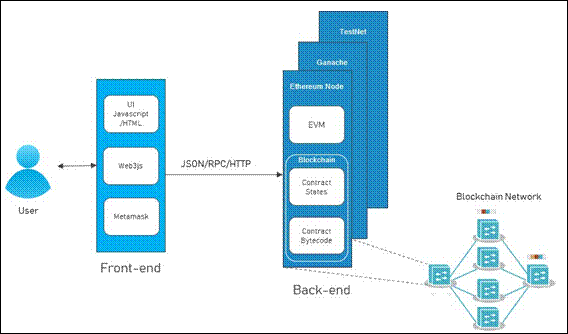 TestNet
Ganache
Ethereum Node
UI
Javascript
/HTML.
EVM
Blockchain
Web3js
JSON/RPC/HTTP
Contract
States
User
Metamask
Contract
Bytecode
Blockchain Network
Front-end
Back-end